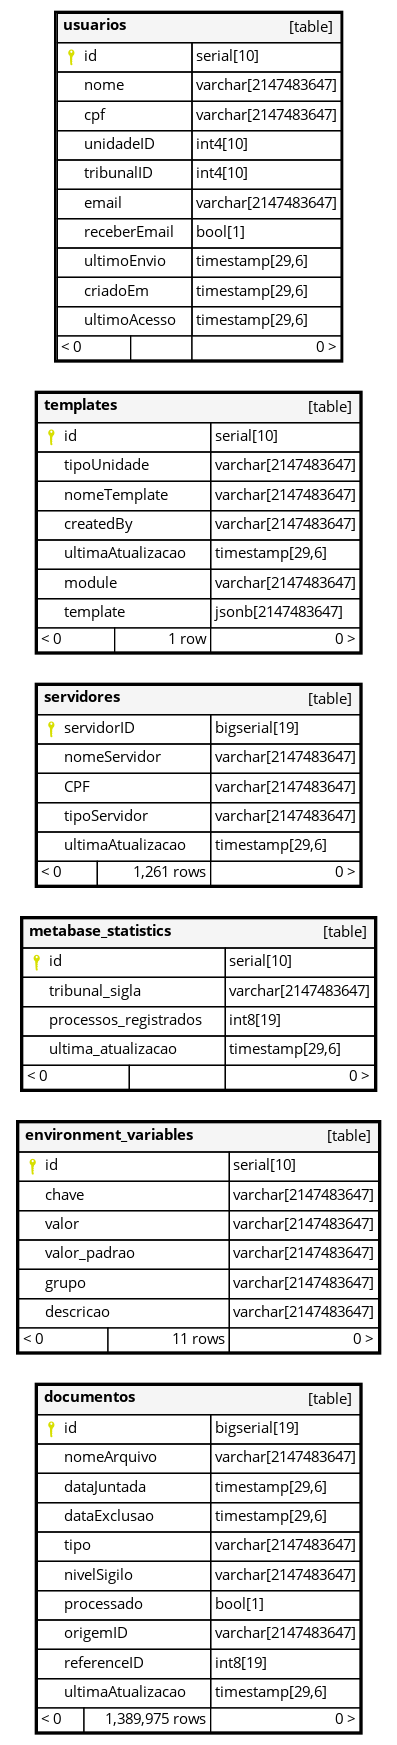 usuarios [table]
id serial[10]
nome varchar[2147483647]
cpf varchar[2147483647]
unidadeID int4[10]
tribunalID int4[10]
email varchar[2147483647]
receberEmail bool[1]
ultimoEnvio timestamp[29,6]
criadoEm timestamp[29,6]
ultimoAcesso timestamp[29,6]
< 0 0 >
templates [table]
id serial[10]
tipoUnidade varchar[2147483647]
nomeTemplate varchar[2147483647]
createdBy varchar[2147483647]
ultimaAtualizacao timestamp[29,6]
module varchar[2147483647]
template jsonb[2147483647]
< 0 1 row 0 >
servidores [table]
servidorID bigserial[19]
nomeServidor varchar[2147483647]
CPF varchar[2147483647]
tipoServidor varchar[2147483647]
ultimaAtualizacao timestamp[29,6]
< 0 1,261 rows 0 >
metabase_statistics [table]
id serial[10]
tribunal_sigla varchar[2147483647]
processos_registrados int8[19]
ultima_atualizacao timestamp[29,6]
< 0 0 >
environment_variables [table]
id serial[10]
chave varchar[2147483647]
valor varchar[2147483647]
valor_padrao varchar[2147483647]
grupo varchar[2147483647]
descricao varchar[2147483647]
< 0 11 rows 0 >
documentos [table]
id bigserial[19]
nomeArquivo varchar[2147483647]
dataJuntada timestamp[29,6]
dataExclusao timestamp[29,6]
tipo varchar[2147483647]
nivelSigilo varchar[2147483647]
processado bool[1]
origemID varchar[2147483647]
referenceID int8[19]
ultimaAtualizacao timestamp[29,6]
< 0 1,389,975 rows 0 >